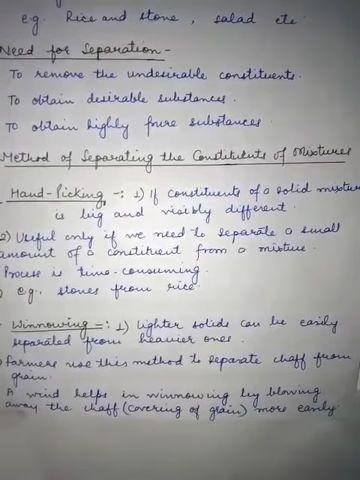 e.g. Rice and stone, salad etc.
Need for Separation -
To remove the undesirable constituents.
To obtain desirable substances.
To obtain highly pure substances.
Method of Separating the Constituents of Mixtures
Hand-Picking -: 1) If constituents of a solid mixture
is big and visibly different.
2) Useful only if we need to separate a small
amount of a constituent from a mixture.
Process is time-consuming.
) e.g. stones from rice.
Winnowing -: 1) Lighter solids can be easily
separated from heavier ones.
) Farmers use this method to separate chaff from
grain.
A wind helps in winnowing by blowing
away the chaff (covering of grain) more easily